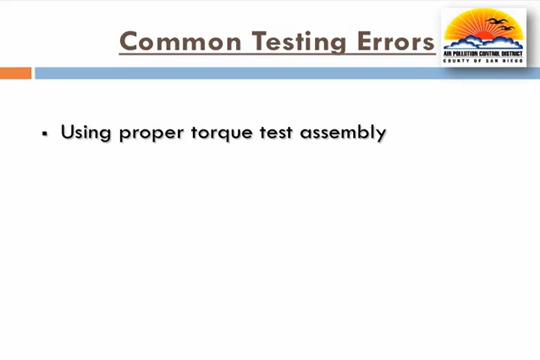 Common Testing Errors
AIR POLLUTION CONTROL DISTRICT
COUNTY OF SAN DIEGO
▪ Using proper torque test assembly